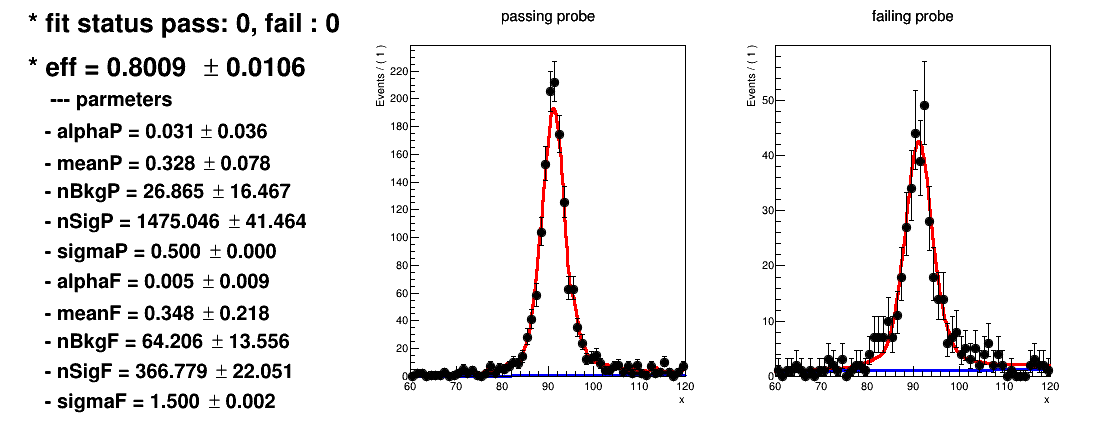 * fit status pass: 0, fail : 0
* eff = 0.8009 ± 0.0106
--- parmeters
- alphaP = 0.031 ± 0.036
- meanP = 0.328 ± 0.078
- nBkgP = 26.865 ± 16.467
- nSigP = 1475.046 ± 41.464
- sigmaP = 0.500 ± 0.000
- alphaF = 0.005 ± 0.009
- meanF = 0.348 ± 0.218
- nBkgF = 64.206 ± 13.556
- nSigF = 366.779 ± 22.051
- sigmaF = 1.500 ± 0.002
passing probe
Events / ( 1 )
220
200
180
160
140
120
100
80
60
40
20
0
60 70 80 90 100 110 120
x
failing probe
Events / ( 1 )
50
40
30
20
10
0
60 70 80 90 100 110 120
x